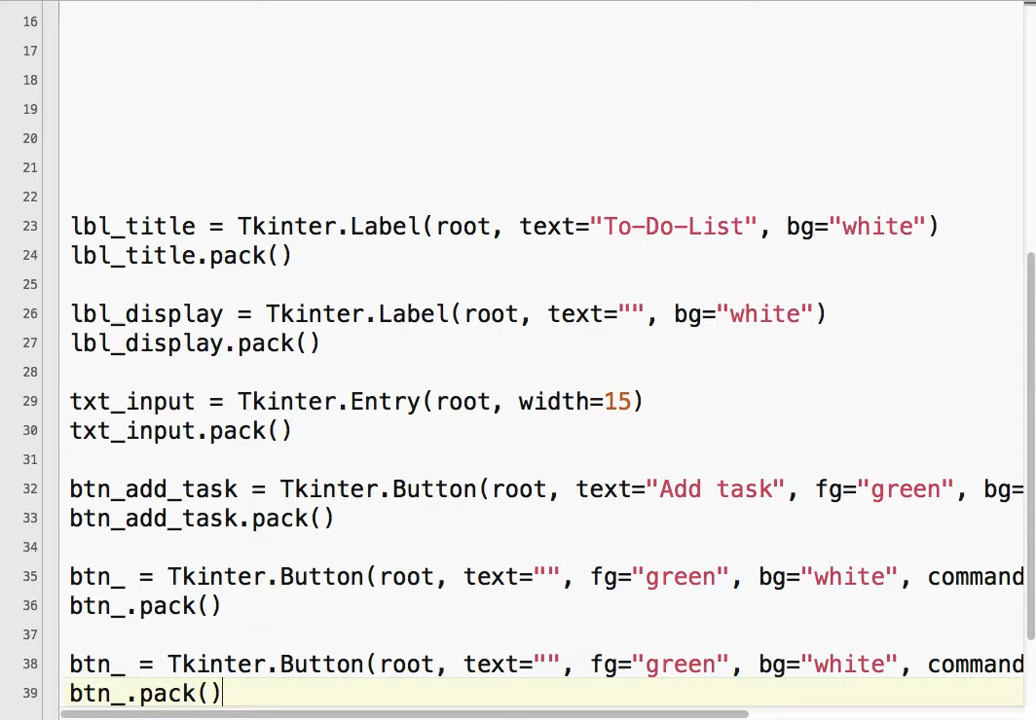 16
17
18
19
20
21
22
23 lbl_title = Tkinter.Label(root, text="To-Do-List", bg="white")
24 lbl_title.pack()
25
26 lbl_display = Tkinter.Label(root, text="", bg="white")
27 lbl_display.pack()
28
29 txt_input = Tkinter.Entry(root, width=15)
30 txt_input.pack()
31
32 btn_add_task = Tkinter.Button(root, text="Add task", fg="green", bg=
33 btn_add_task.pack()
34
35 btn_ = Tkinter.Button(root, text="", fg="green", bg="white", command
36 btn_.pack()
37
38 btn_ = Tkinter.Button(root, text="", fg="green", bg="white", command
39 btn_.pack()